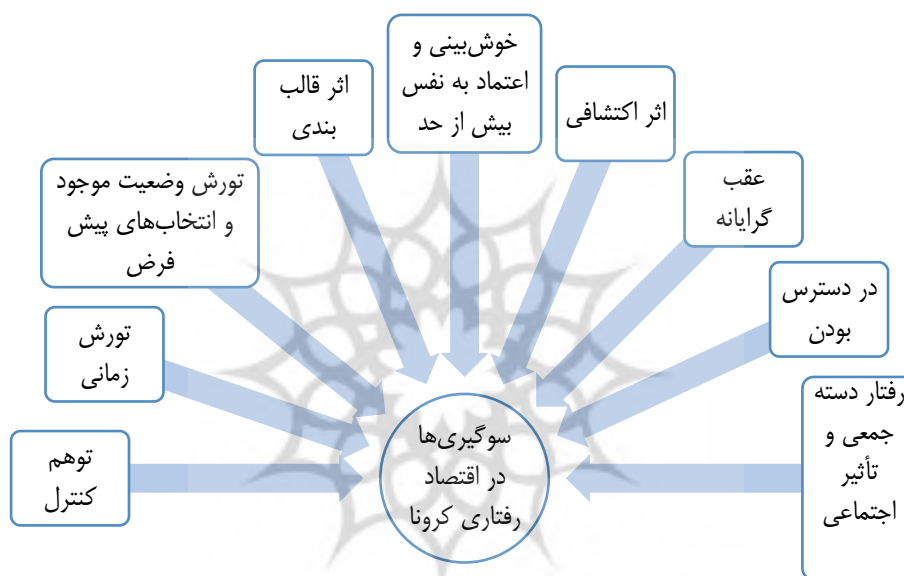 خوش‌بینی و
اعتماد به نفس
بیش از حد
اثر اکتشافی
اثر قالب
بندی
عقب
گرایانه
تورش وضعیت موجود
و انتخاب‌های پیش
فرض
در دسترس
بودن
تورش
زمانی
رفتار دسته
جمعی و
تأثیر
اجتماعی
توهم
کنترل
سوگیری‌ها
در اقتصاد
رفتاری کرونا